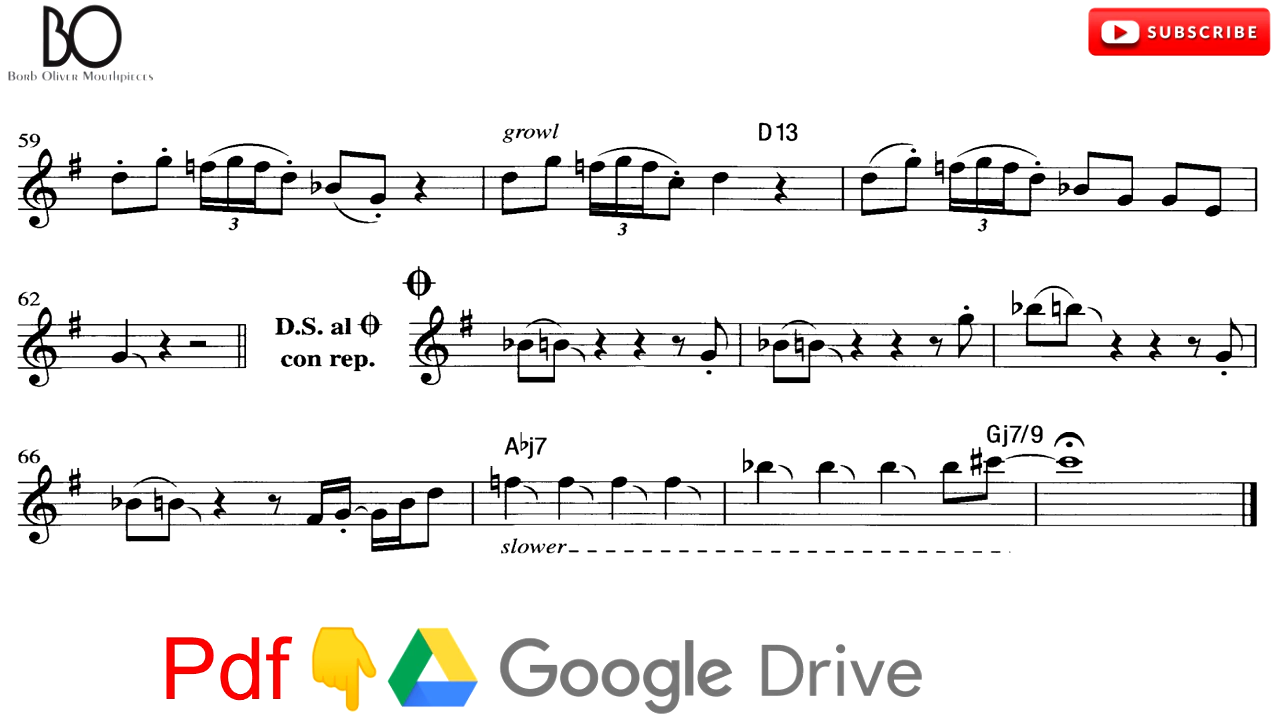 BO
Borb Oliver Mouthpieces
SUBSCRIBE
growl
D13
59
3
3
3
62
D.S. al
con rep.
A♭j7
Gj7/9
66
slower
Pdf
Google Drive